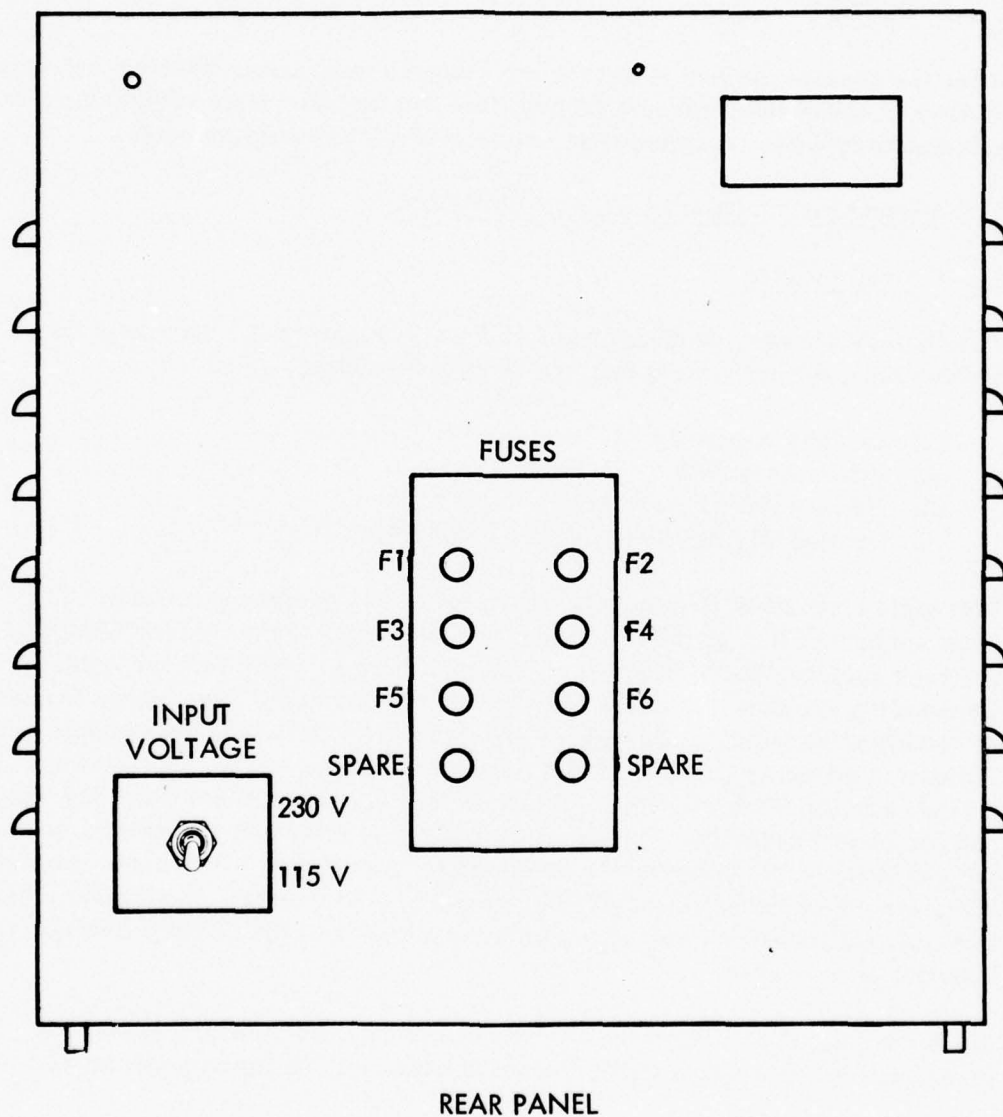 FUSES
F1
F2
F3
F4
F5
F6
SPARE
SPARE
INPUT
VOLTAGE
230 V
115 V
REAR PANEL